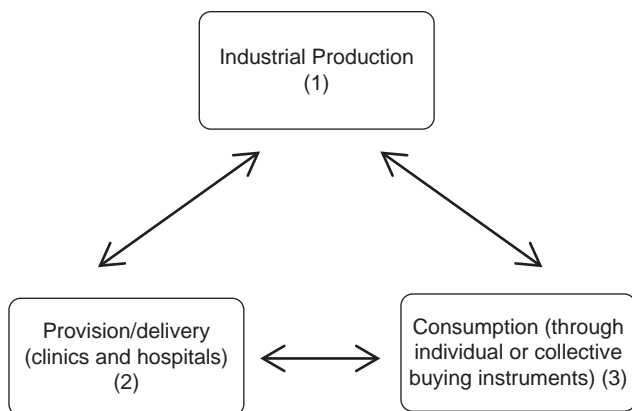 Industrial Production
(1)
Provision/delivery
(clinics and hospitals)
(2)
Consumption (through
individual or collective
buying instruments) (3)